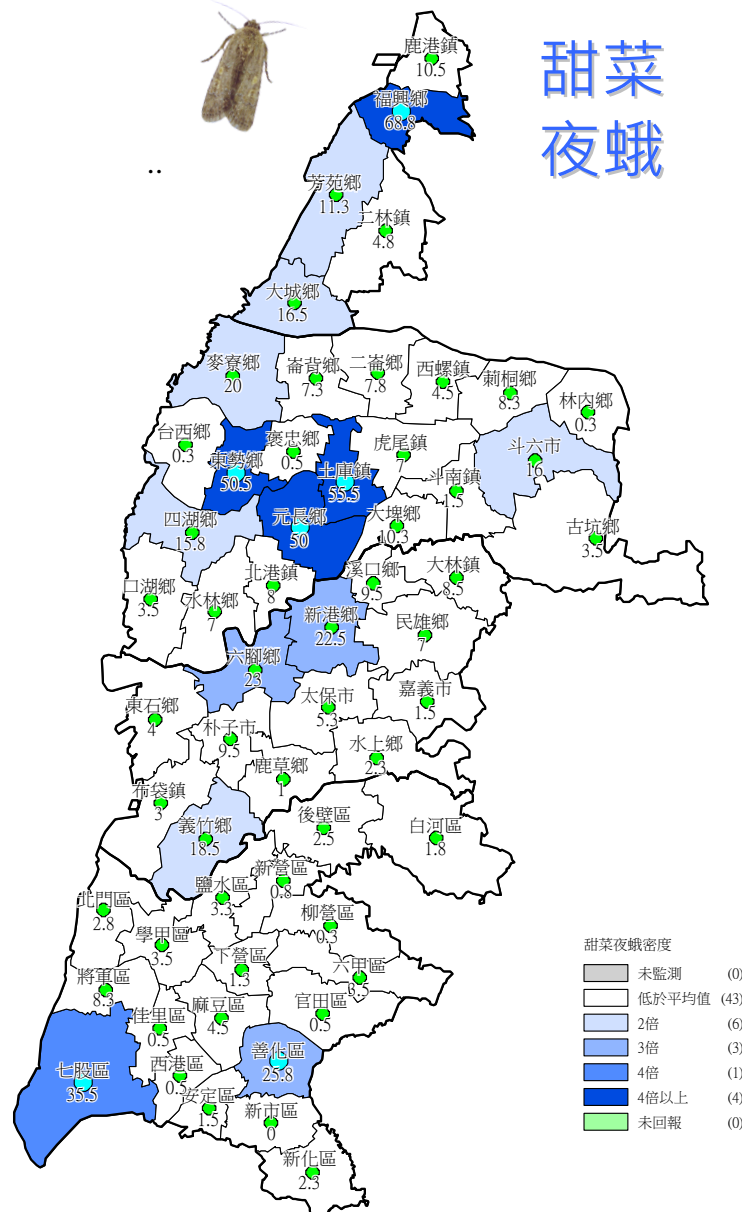 甜菜
夜蛾
..
鹿港鎮
10.5
福興鄉
68.8
芳苑鄉
11.3
二林鎮
4.8
大城鄉
16.5
麥寮鄉
20
崙背鄉
7.3
二崙鄉
7.8
西螺鎮
4.5
莿桐鄉
8.3
林內鄉
0.3
台西鄉
0.3
東勢鄉
50.5
褒忠鄉
0.5
土庫鎮
55.5
虎尾鎮
7
斗南鎮
1.5
斗六市
16
四湖鄉
15.8
元長鄉
50
大埤鄉
10.3
古坑鄉
3.5
口湖鄉
3.5
水林鄉
7
北港鎮
8
溪口鄉
9.5
大林鎮
8.5
新港鄉
22.5
民雄鄉
7
六腳鄉
23
東石鄉
4
朴子市
9.5
太保市
5.3
嘉義市
1.5
水上鄉
2.3
鹿草鄉
1
布袋鎮
3
義竹鄉
18.5
後壁區
2.5
白河區
1.8
新營區
0.8
鹽水區
3.3
北門區
2.8
學甲區
3.5
柳營區
0.3
下營區
1.3
六甲區
8.5
將軍區
8.3
佳里區
0.5
麻豆區
4.5
官田區
0.5
七股區
35.5
西港區
0.5
善化區
25.8
安定區
1.5
新市區
0
新化區
2.3
甜菜夜蛾密度
未監測 (0)
低於平均值 (43)
2倍 (6)
3倍 (3)
4倍 (1)
4倍以上 (4)
未回報 (0)